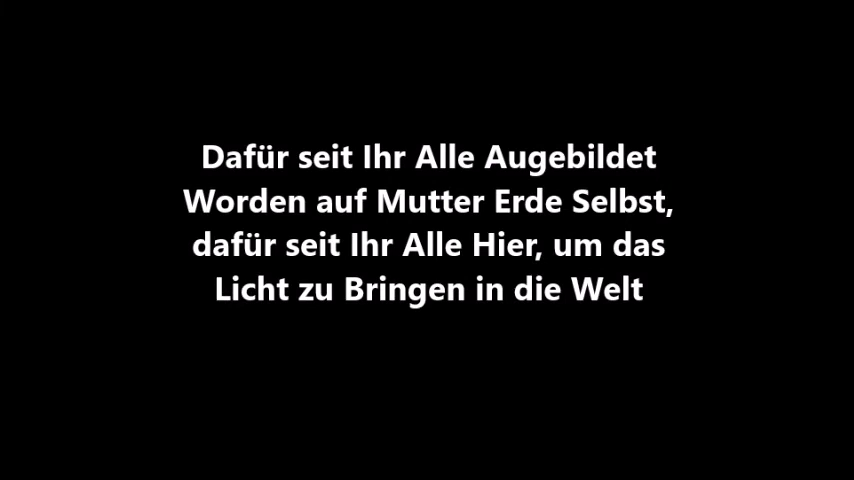 Dafür seit Ihr Alle Augebildet
Worden auf Mutter Erde Selbst,
dafür seit Ihr Alle Hier, um das
Licht zu Bringen in die Welt